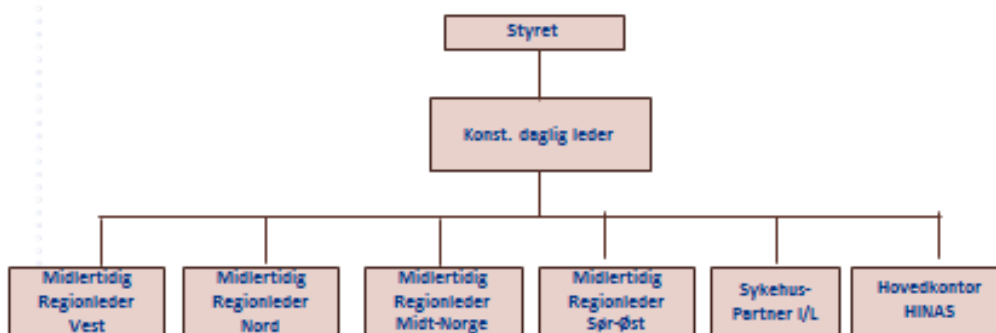 Styret
Konst. daglig leder
Midlertidig
Regionleder
Vest
Midlertidig
Regionleder
Nord
Midlertidig
Regionleder
Midt-Norge
Midlertidig
Regionleder
Sør-Øst
Sykehus-
Partner I/L
Hovedkontor
HINAS